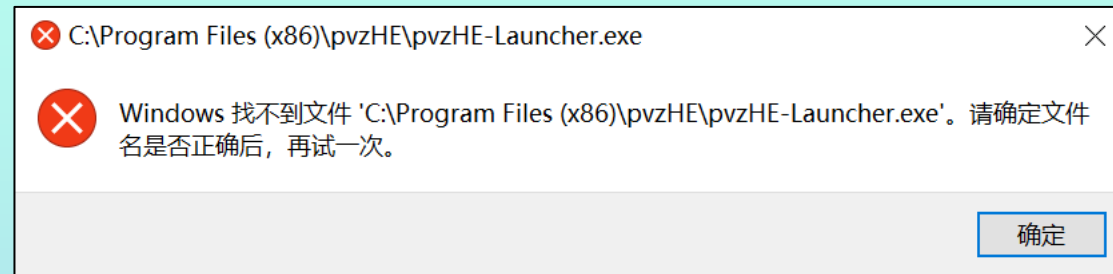 C:\Program Files (x86)\pvzHE\pvzHE-Launcher.exe
Windows 找不到文件 'C:\Program Files (x86)\pvzHE\pvzHE-Launcher.exe'。请确定文件
名是否正确后，再试一次。
确定